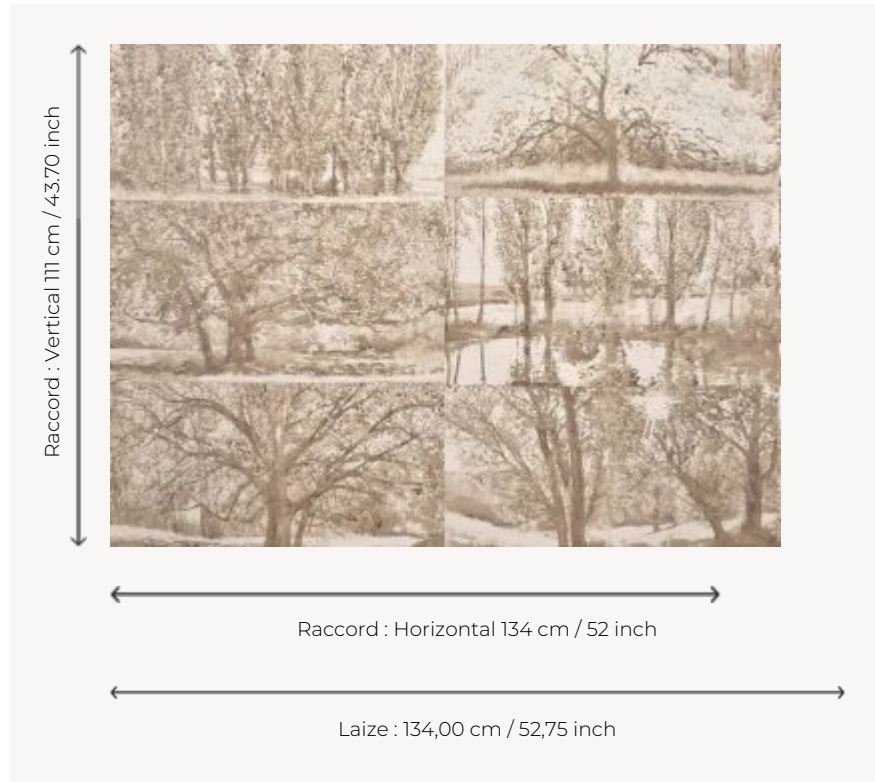 Raccord : Vertical 111 cm / 43.70 inch
Raccord : Horizontal 134 cm / 52 inch
Laize : 134,00 cm / 52,75 inch